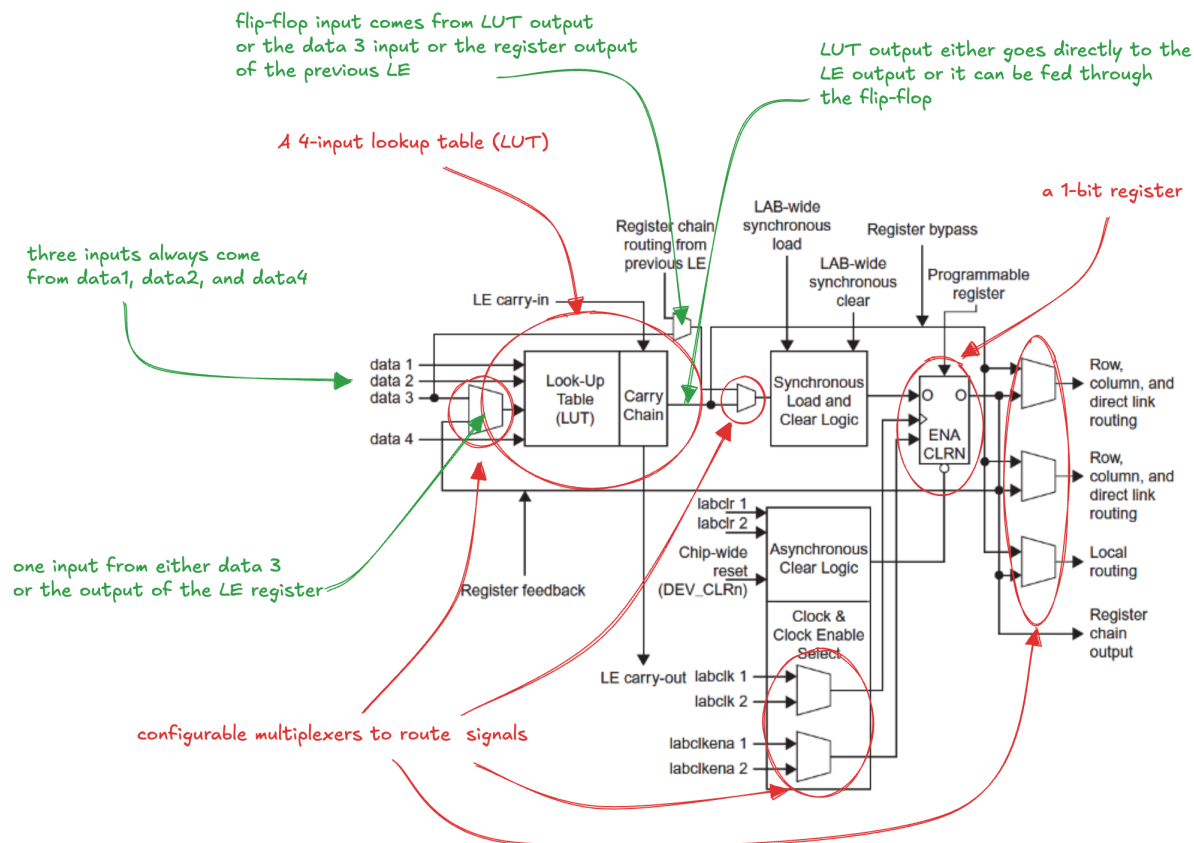 flip-flop input comes from LUT output
or the data 3 input or the register output
of the previous LE
LUT output either goes directly to the
LE output or it can be fed through
the flip-flop
A 4-input lookup table (LUT)
a 1-bit register
three inputs always come
from data1, data2, and data4
Register chain
routing from
previous LE
LAB-wide
synchronous
load
LAB-wide
synchronous
clear
Register bypass
Programmable
register
LE carry-in
data 1
data 2
data 3
data 4
Look-Up
Table
(LUT)
Carry
Chain
Synchronous
Load and
Clear Logic
ENA
CLRN
Row,
column, and
direct link
routing
Row,
column, and
direct link
routing
Local
routing
Register
chain
output
one input from either data 3
or the output of the LE register
Register feedback
labclr 1
labclr 2
Chip-wide
reset
(DEV_CLRn)
Asynchronous
Clear Logic
Clock &
Clock Enable
Select
LE carry-out
labclk 1
labclk 2
labclkena 1
labclkena 2
configurable multiplexers to route signals